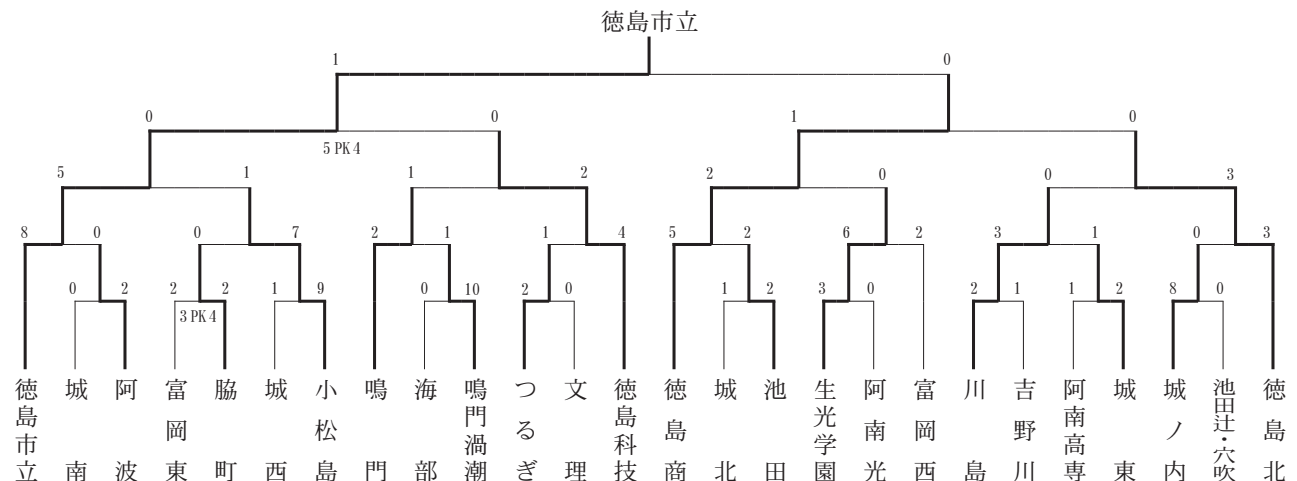 徳島市立
1 0
0 0
5 PK 4
1 0
5 1 1 2
2 0 0 3
8 0 0 7 2 1 1 4
5 2 6 2 3 1 0 3
0 2 2 2 1 9 0 10 2 0
1 2 3 0 2 1 1 2 8 0
3 PK 4
徳島市立
城南
阿波
富岡東
脇町
城西
小松島
鳴門
海部
鳴門渦潮
つるぎ
文理
徳島科技
徳島商
城北
池田
生光学園
阿南光
富岡西
川島
吉野川
阿南高専
城東
城ノ内
池田辻・穴吹
徳島北